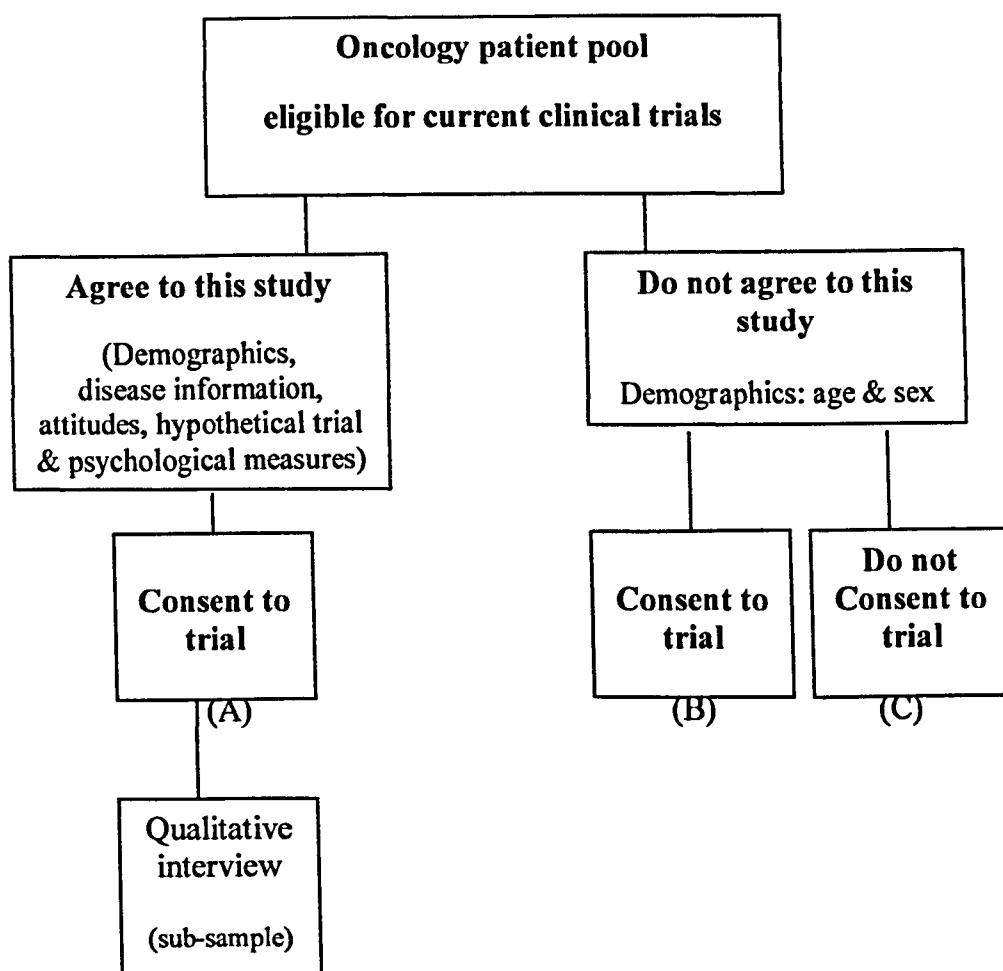 Oncology patient pool
eligible for current clinical trials
Agree to this study
(Demographics,
disease information,
attitudes, hypothetical trial
& psychological measures)
Do not agree to this
study
Demographics: age & sex
Consent to
trial
(A)
Consent to
trial
(B)
Do not
Consent to
trial
(C)
Qualitative
interview
(sub-sample)